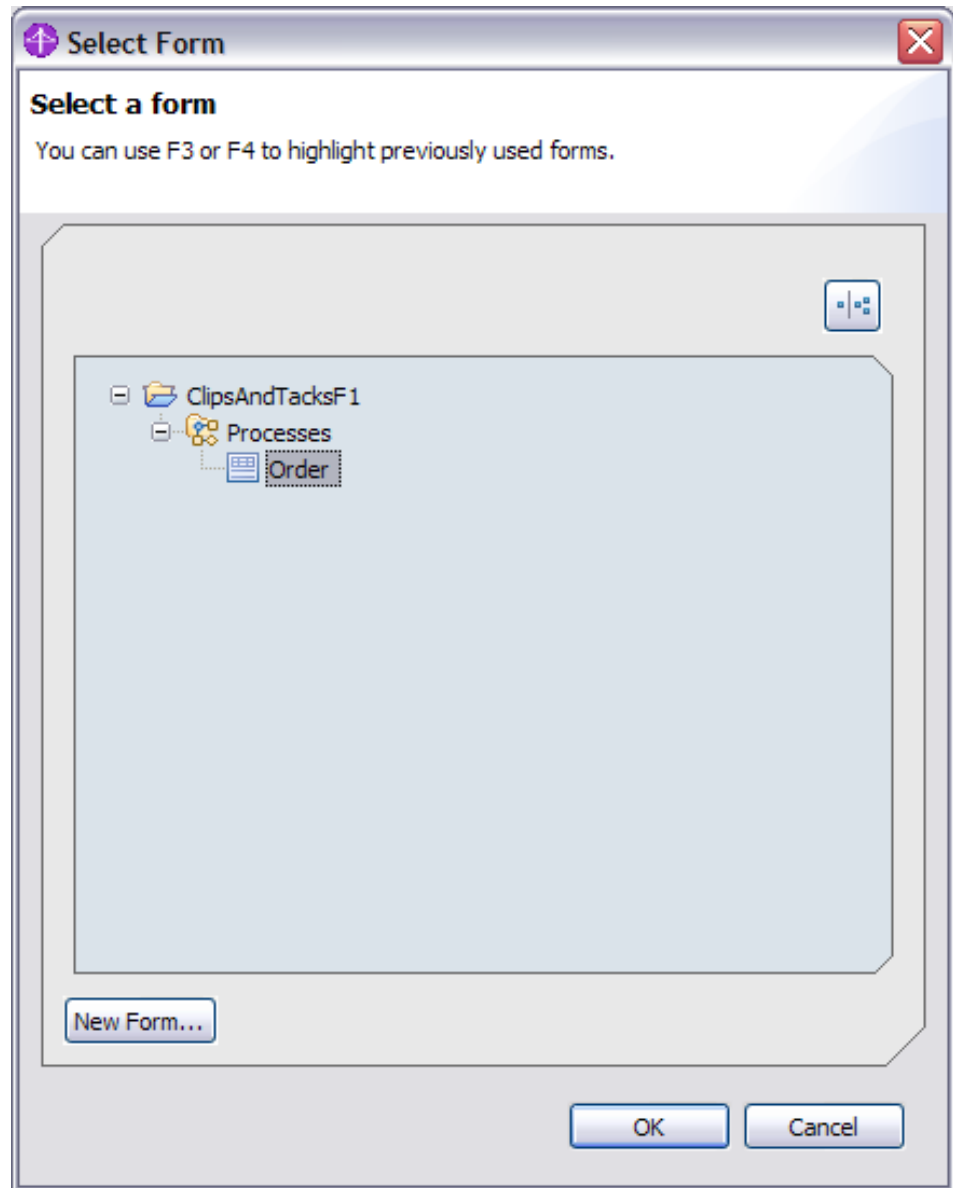 Select Form
Select a form
You can use F3 or F4 to highlight previously used forms.
ClipsAndTacksF1
Processes
Order
New Form...
OK
Cancel